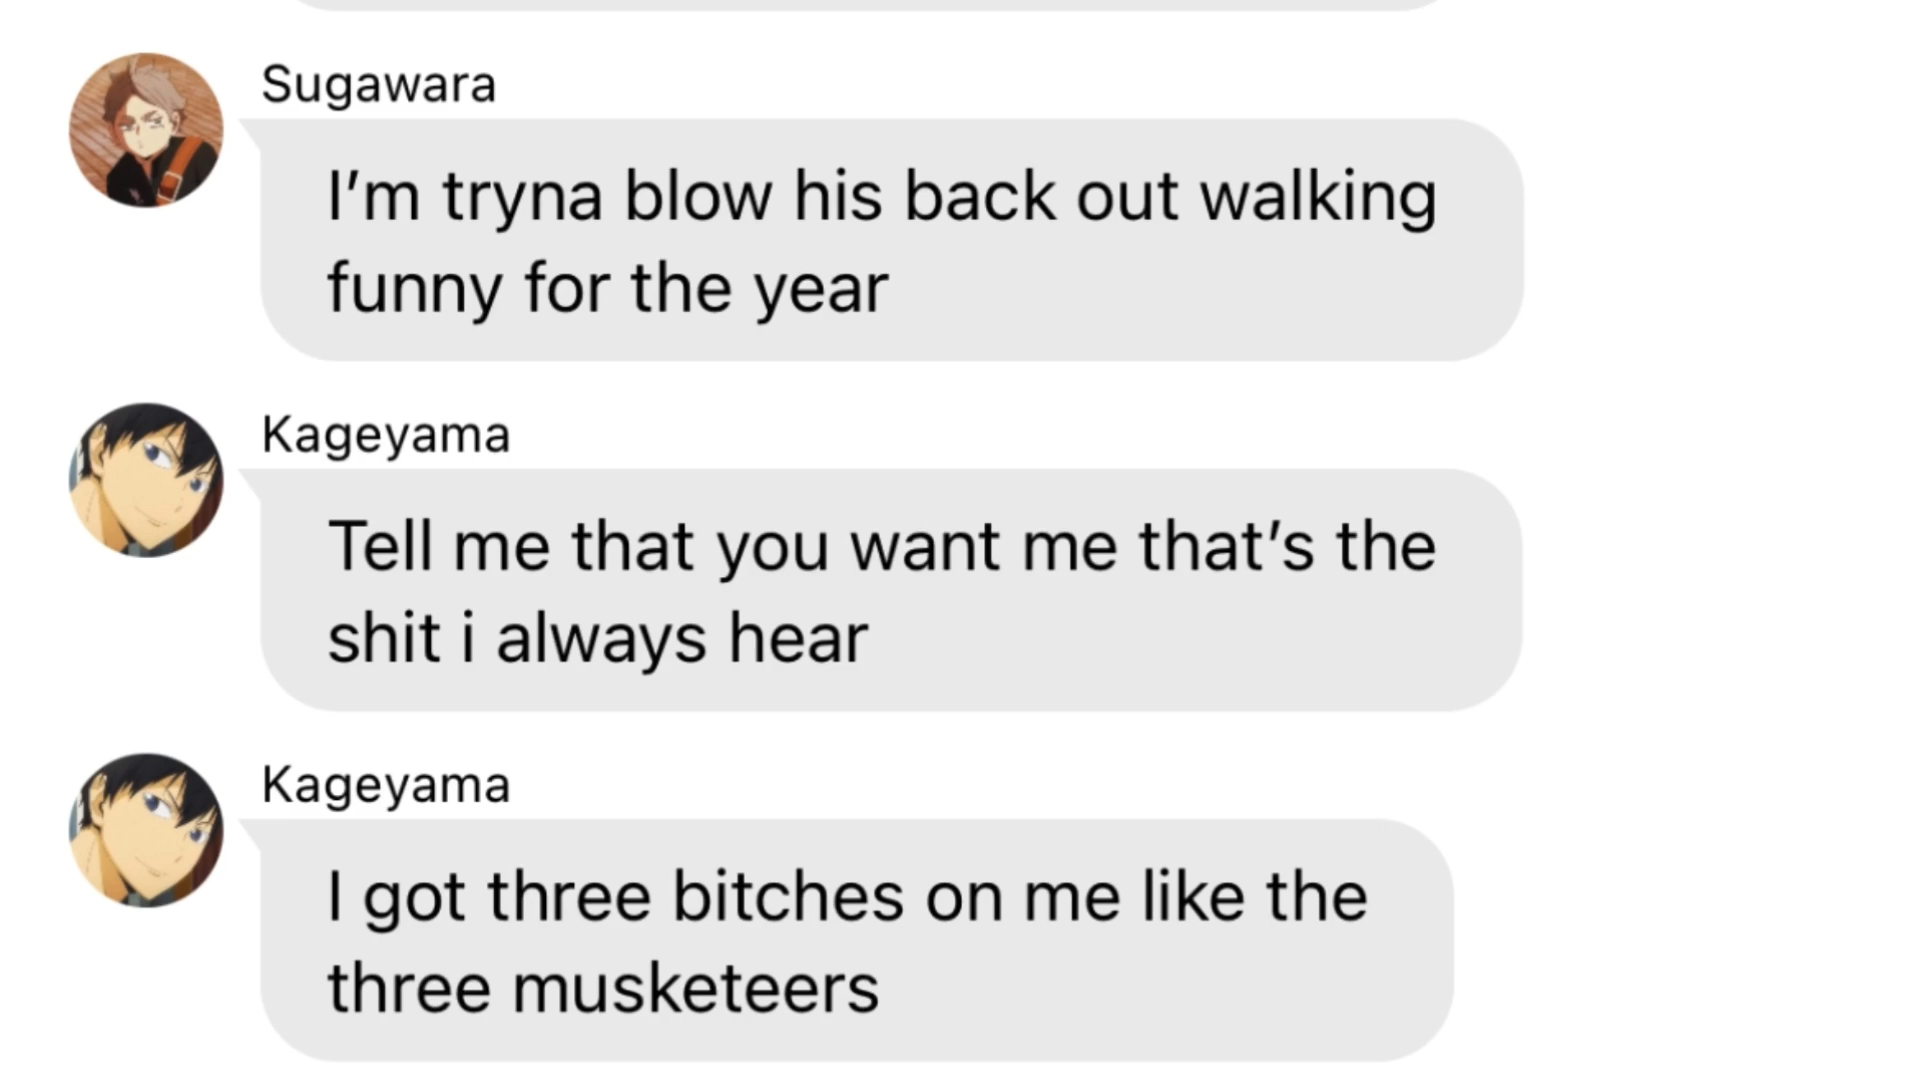 Sugawara
I’m tryna blow his back out walking
funny for the year
Kageyama
Tell me that you want me that’s the
shit i always hear
Kageyama
I got three bitches on me like the
three musketeers